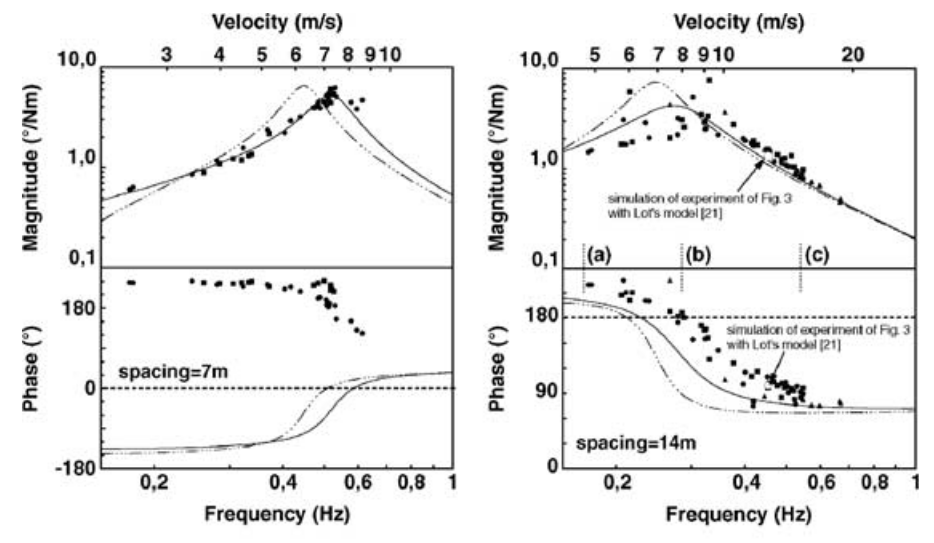 Velocity (m/s)
3 4 5 6 7 8 9 10
10,0
1,0
0,1
Magnitude (°/Nm)
180
0
-180
Phase (°)
spacing=7m
0,2 0,4 0,6 0,8 1
Frequency (Hz)
Velocity (m/s)
5 6 7 8 9 10 20
10,0
1,0
0,1
Magnitude (°/Nm)
simulation of experiment of Fig. 3
with Lot's model [21]
(a) (b) (c)
180
90
0
Phase (°)
simulation of experiment of Fig. 3
with Lot's model [21]
spacing=14m
0,2 0,4 0,6 0,8 1
Frequency (Hz)